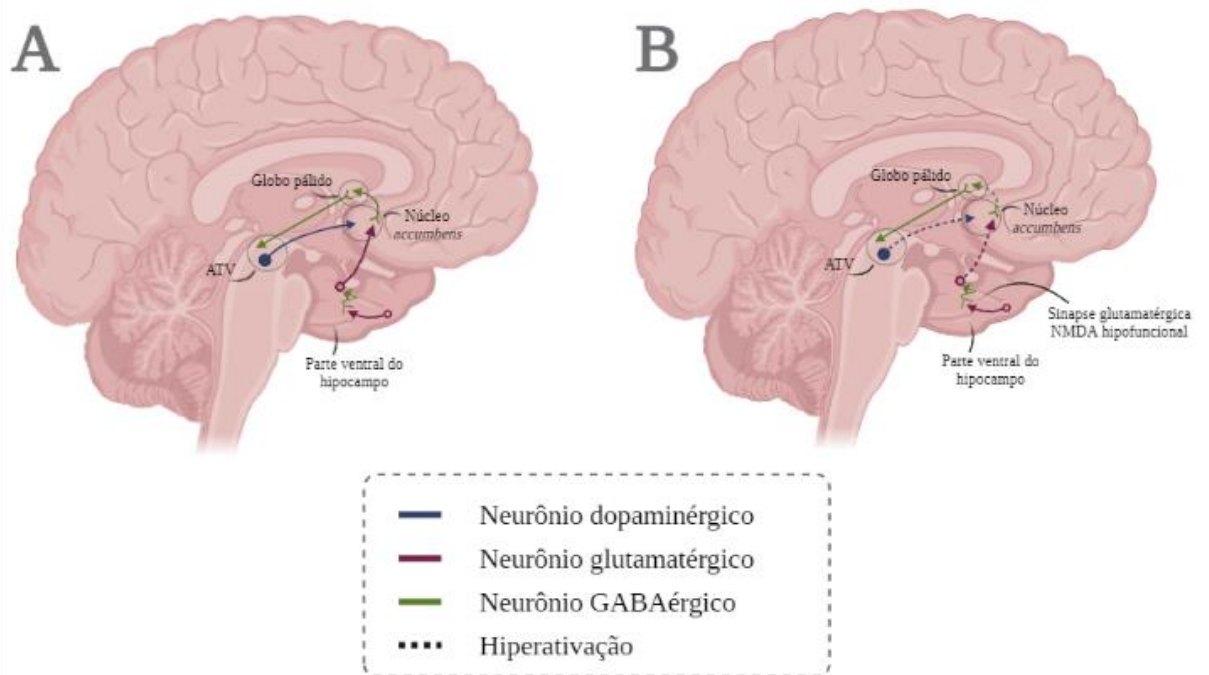 A
Globo pálido
Núcleo
accumbens
ATV
Parte ventral do
hipocampo
B
Globo pálido
Núcleo
accumbens
ATV
Sinapse glutamatérgica
NMDA hipofuncional
Parte ventral do
hipocampo
Neurônio dopaminérgico
Neurônio glutamatérgico
Neurônio GABAérgico
Hiperativação